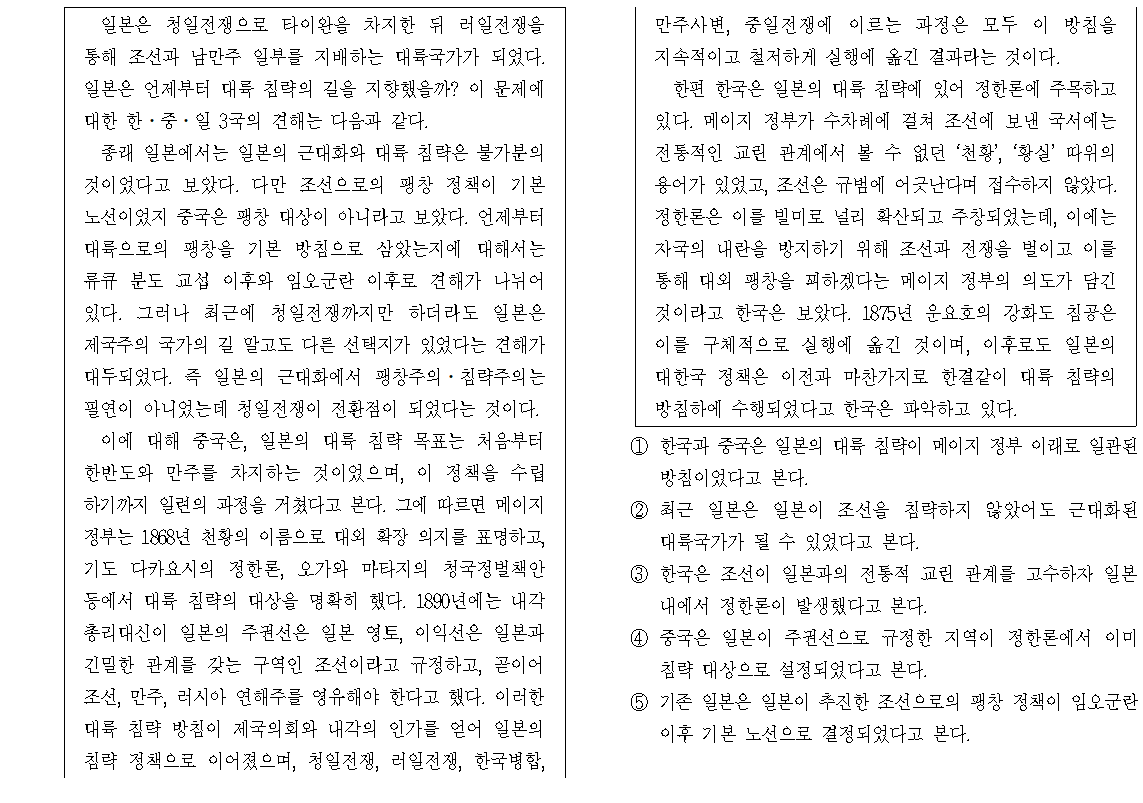 일본은 청일전쟁으로 타이완을 차지한 뒤 러일전쟁을
통해 조선과 남만주 일부를 지배하는 대륙국가가 되었다.
일본은 언제부터 대륙 침략의 길을 지향했을까? 이 문제에
대한 한·중·일 3국의 견해는 다음과 같다.
종래 일본에서는 일본의 근대화와 대륙 침략은 불가분의
것이었다고 보았다. 다만 조선으로의 팽창 정책이 기본
노선이었지 중국은 팽창 대상이 아니라고 보았다. 언제부터
대륙으로의 팽창을 기본 방침으로 삼았는지에 대해서는
류큐 분도 교섭 이후와 임오군란 이후로 견해가 나뉘어
있다. 그러나 최근에 청일전쟁까지만 하더라도 일본은
제국주의 국가의 길 말고도 다른 선택지가 있었다는 견해가
대두되었다. 즉 일본의 근대화에서 팽창주의·침략주의는
필연이 아니었는데 청일전쟁이 전환점이 되었다는 것이다.
이에 대해 중국은, 일본의 대륙 침략 목표는 처음부터
한반도와 만주를 차지하는 것이었으며, 이 정책을 수립
하기까지 일련의 과정을 거쳤다고 본다. 그에 따르면 메이지
정부는 1868년 천황의 이름으로 대외 확장 의지를 표명하고,
기도 다카요시의 정한론, 오가와 마타지의 청국정벌책안
등에서 대륙 침략의 대상을 명확히 했다. 1890년에는 내각
총리대신이 일본의 주권선은 일본 영토, 이익선은 일본과
긴밀한 관계를 갖는 구역인 조선이라고 규정하고, 곧이어
조선, 만주, 러시아 연해주를 영유해야 한다고 했다. 이러한
대륙 침략 방침이 제국의회와 내각의 인가를 얻어 일본의
침략 정책으로 이어졌으며, 청일전쟁, 러일전쟁, 한국병합,
만주사변, 중일전쟁에 이르는 과정은 모두 이 방침을
지속적이고 철저하게 실행에 옮긴 결과라는 것이다.
한편 한국은 일본의 대륙 침략에 있어 정한론에 주목하고
있다. 메이지 정부가 수차례에 걸쳐 조선에 보낸 국서에는
전통적인 교린 관계에서 볼 수 없던 '천황', '황실' 따위의
용어가 있었고, 조선은 규범에 어긋난다며 접수하지 않았다.
정한론은 이를 빌미로 널리 확산되고 주창되었는데, 이에는
자국의 내란을 방지하기 위해 조선과 전쟁을 벌이고 이를
통해 대외 팽창을 꾀하겠다는 메이지 정부의 의도가 담긴
것이라고 한국은 보았다. 1875년 운요호의 강화도 침공은
이를 구체적으로 실행에 옮긴 것이며, 이후로도 일본의
대한국 정책은 이전과 마찬가지로 한결같이 대륙 침략의
방침하에 수행되었다고 한국은 파악하고 있다.
① 한국과 중국은 일본의 대륙 침략이 메이지 정부 이래로 일관된
방침이었다고 본다.
② 최근 일본은 일본이 조선을 침략하지 않았어도 근대화된
대륙국가가 될 수 있었다고 본다.
③ 한국은 조선이 일본과의 전통적 교린 관계를 고수하자 일본
내에서 정한론이 발생했다고 본다.
④ 중국은 일본이 주권선으로 규정한 지역이 정한론에서 이미
침략 대상으로 설정되었다고 본다.
⑤ 기존 일본은 일본이 추진한 조선으로의 팽창 정책이 임오군란
이후 기본 노선으로 결정되었다고 본다.